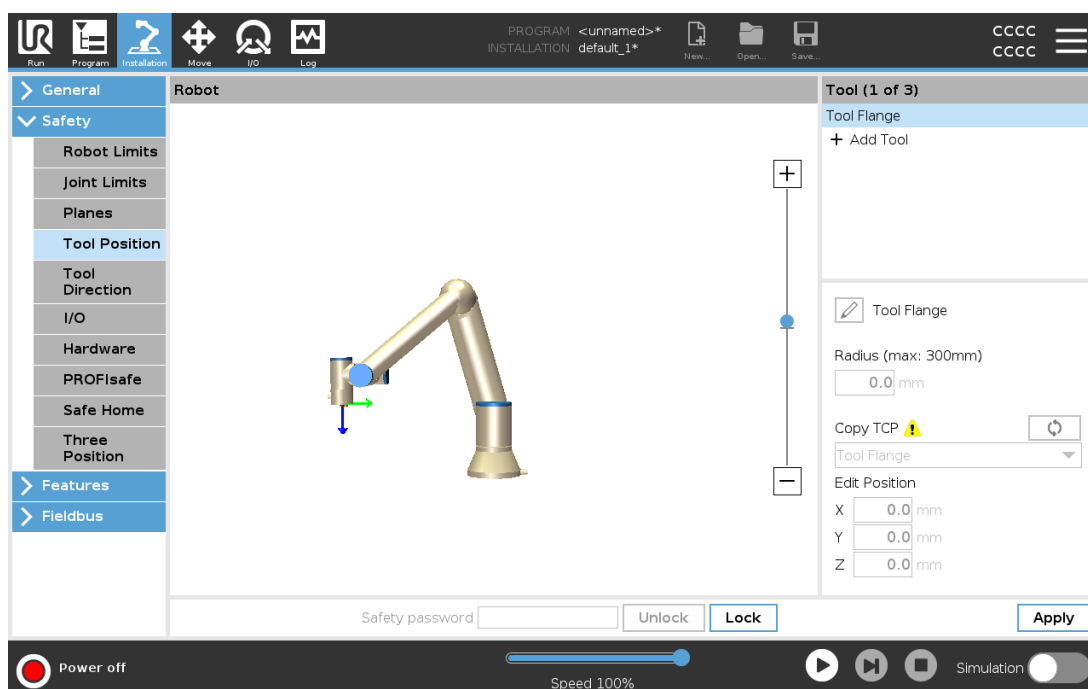 UR
PROGRAM <unnamed>*
INSTALLATION default_1*
CCCC
CCCC
Run
Program
Installation
Move
I/O
Log
New...
Open...
Save...
General
Safety
Robot Limits
Joint Limits
Planes
Tool Position
Tool
Direction
I/O
Hardware
PROFIsafe
Safe Home
Three
Position
Features
Fieldbus
Robot
Tool (1 of 3)
Tool Flange
+ Add Tool
Tool Flange
Radius (max: 300mm)
0.0 mm
Copy TCP
Tool Flange
Edit Position
X 0.0 mm
Y 0.0 mm
Z 0.0 mm
Safety password
Unlock
Lock
Apply
Power off
Speed 100%
Simulation